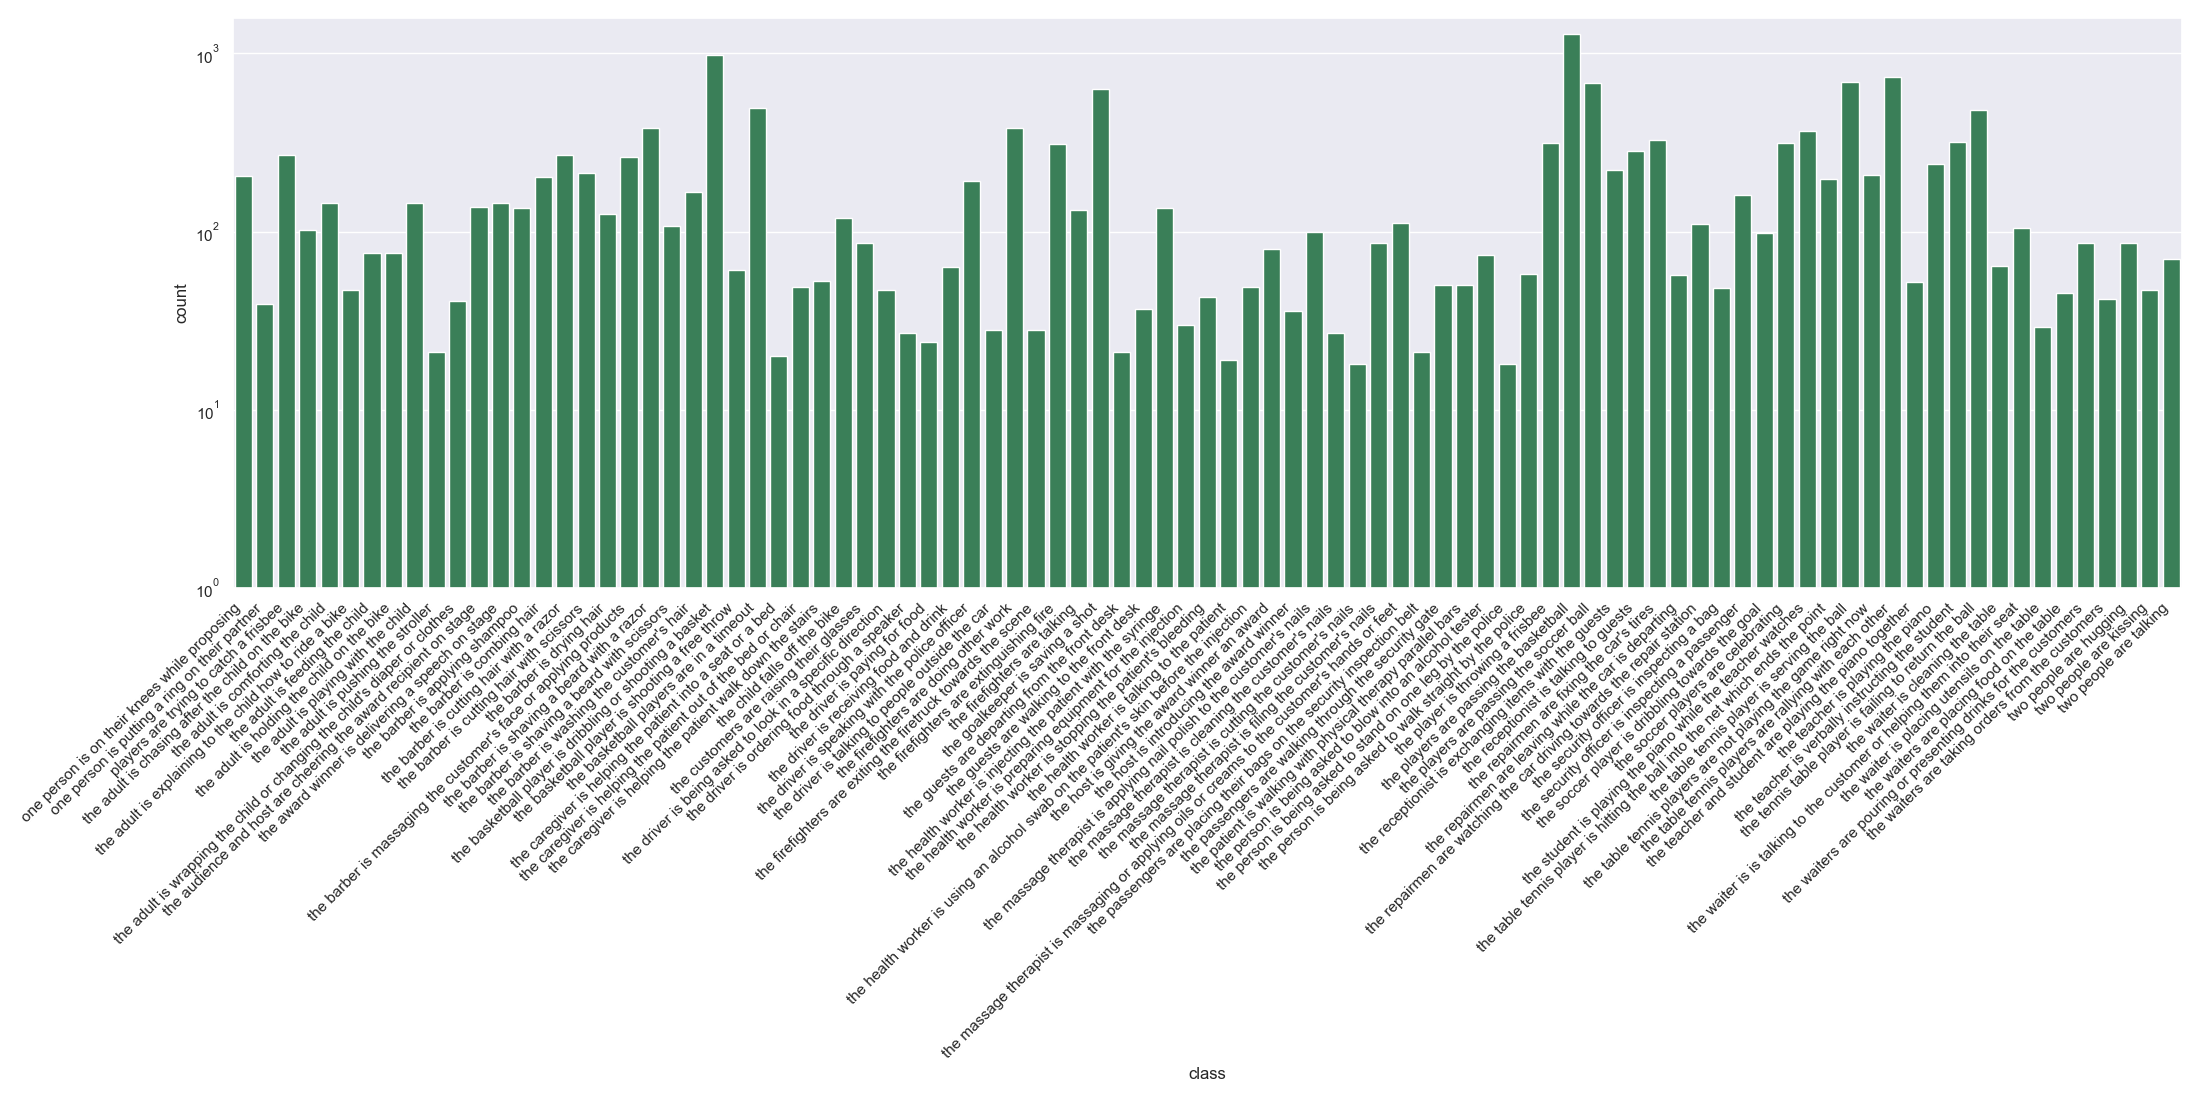 10³
10²
10¹
10⁰
count
one person is on their knees while proposing
one person is putting a ring on their partner
players are trying to catch a frisbee
the adult is chasing after the child on the bike
the adult is comforting the child
the adult is explaining to the child how to ride a bike
the adult is feeding the child
the adult is holding the child on the bike
the adult is playing with the child
the adult is pushing the stroller
the adult is wrapping the child or changing the child's diaper or clothes
the audience and host are cheering the award recipient on stage
the award winner is delivering a speech on stage
the barber is applying shampoo
the barber is combing hair
the barber is cutting hair with a razor
the barber is cutting hair with scissors
the barber is drying hair
the barber is massaging the customer's face or applying products
the barber is shaving a beard with a razor
the barber is shaving a beard with scissors
the barber is washing the customer's hair
the basketball player is dribbling or shooting a basket
the basketball player is shooting a free throw
the basketball players are in a timeout
the caregiver is helping the patient into a seat or a bed
the caregiver is helping the patient out of the bed or chair
the caregiver is helping the patient walk down the stairs
the child falls off the bike
the customers are raising their glasses
the driver is being asked to look in a specific direction
the driver is ordering food through a speaker
the driver is paying for food
the driver is receiving food and drink
the driver is speaking with the police officer
the driver is talking to people outside the car
the firefighters are doing other work
the firefighters are exiting the firetruck towards the scene
the firefighters are extinguishing fire
the firefighters are talking
the goalkeeper is saving a shot
the guests are departing from the front desk
the guests are walking to the front desk
the health worker is injecting the patient with the syringe
the health worker is preparing equipment for the injection
the health worker is stopping the patient's bleeding
the health worker is talking to the patient
the health worker is using an alcohol swab on the patient's skin before the injection
the host is giving the award winner an award
the host is introducing the award winner
the massage therapist is applying nail polish to the customer's nails
the massage therapist is cleaning the customer's nails
the massage therapist is cutting the customer's nails
the massage therapist is filing the customer's nails
the massage therapist is massaging or applying oils or creams to the customer's hands or feet
the passengers are placing their bags on the security inspection belt
the passengers are walking through the security gate
the patient is walking with physical therapy parallel bars
the person is being asked to blow into an alcohol tester
the person is being asked to stand on one leg by the police
the person is being asked to walk straight by the police
the player is throwing a frisbee
the players are passing the basketball
the players are passing the soccer ball
the receptionist is exchanging items with the guests
the receptionist is talking to guests
the repairmen are fixing the car's tires
the repairmen are leaving while the car is departing
the repairmen are watching the car driving towards the repair station
the security officer is inspecting a bag
the security officer is inspecting a passenger
the soccer player is dribbling towards the goal
the soccer players are celebrating
the student is playing the piano while the teacher watches
the table tennis player is hitting the ball into the net which ends the point
the table tennis player is serving the ball
the table tennis players are not playing the game right now
the table tennis players are rallying with each other
the teacher and student are playing the piano together
the teacher is playing the piano
the teacher is verbally instructing the student
the tennis table player is failing to return the ball
the waiter is cleaning the table
the waiter is is talking to the customer or helping them into their seat
the waiter is placing utensils on the table
the waiters are placing food on the table
the waiters are pouring or presenting drinks for the customers
the waiters are taking orders from the customers
two people are hugging
two people are kissing
two people are talking
class